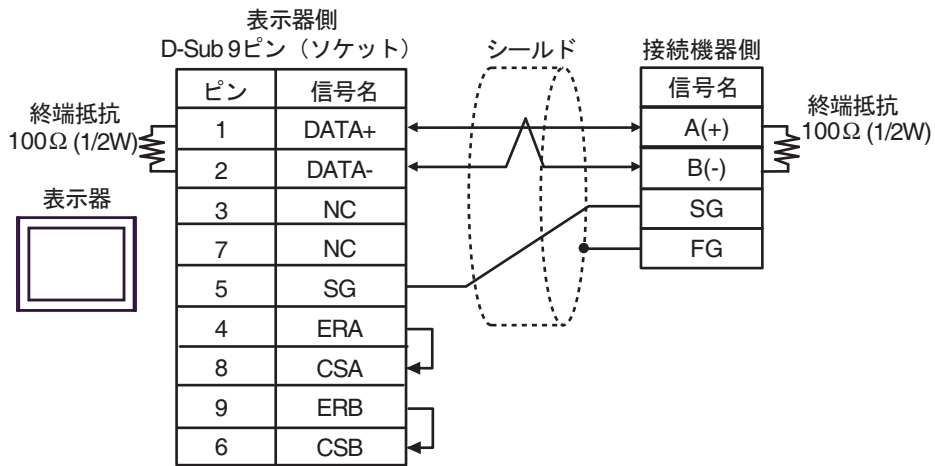 表示器側
D-Sub 9ピン（ソケット）
シールド
接続機器側
ピン 信号名
信号名
終端抵抗
100Ω (1/2W)
1 DATA+
A(+)
終端抵抗
100Ω (1/2W)
2 DATA-
B(-)
表示器
3 NC
SG
7 NC
FG
5 SG
4 ERA
8 CSA
9 ERB
6 CSB